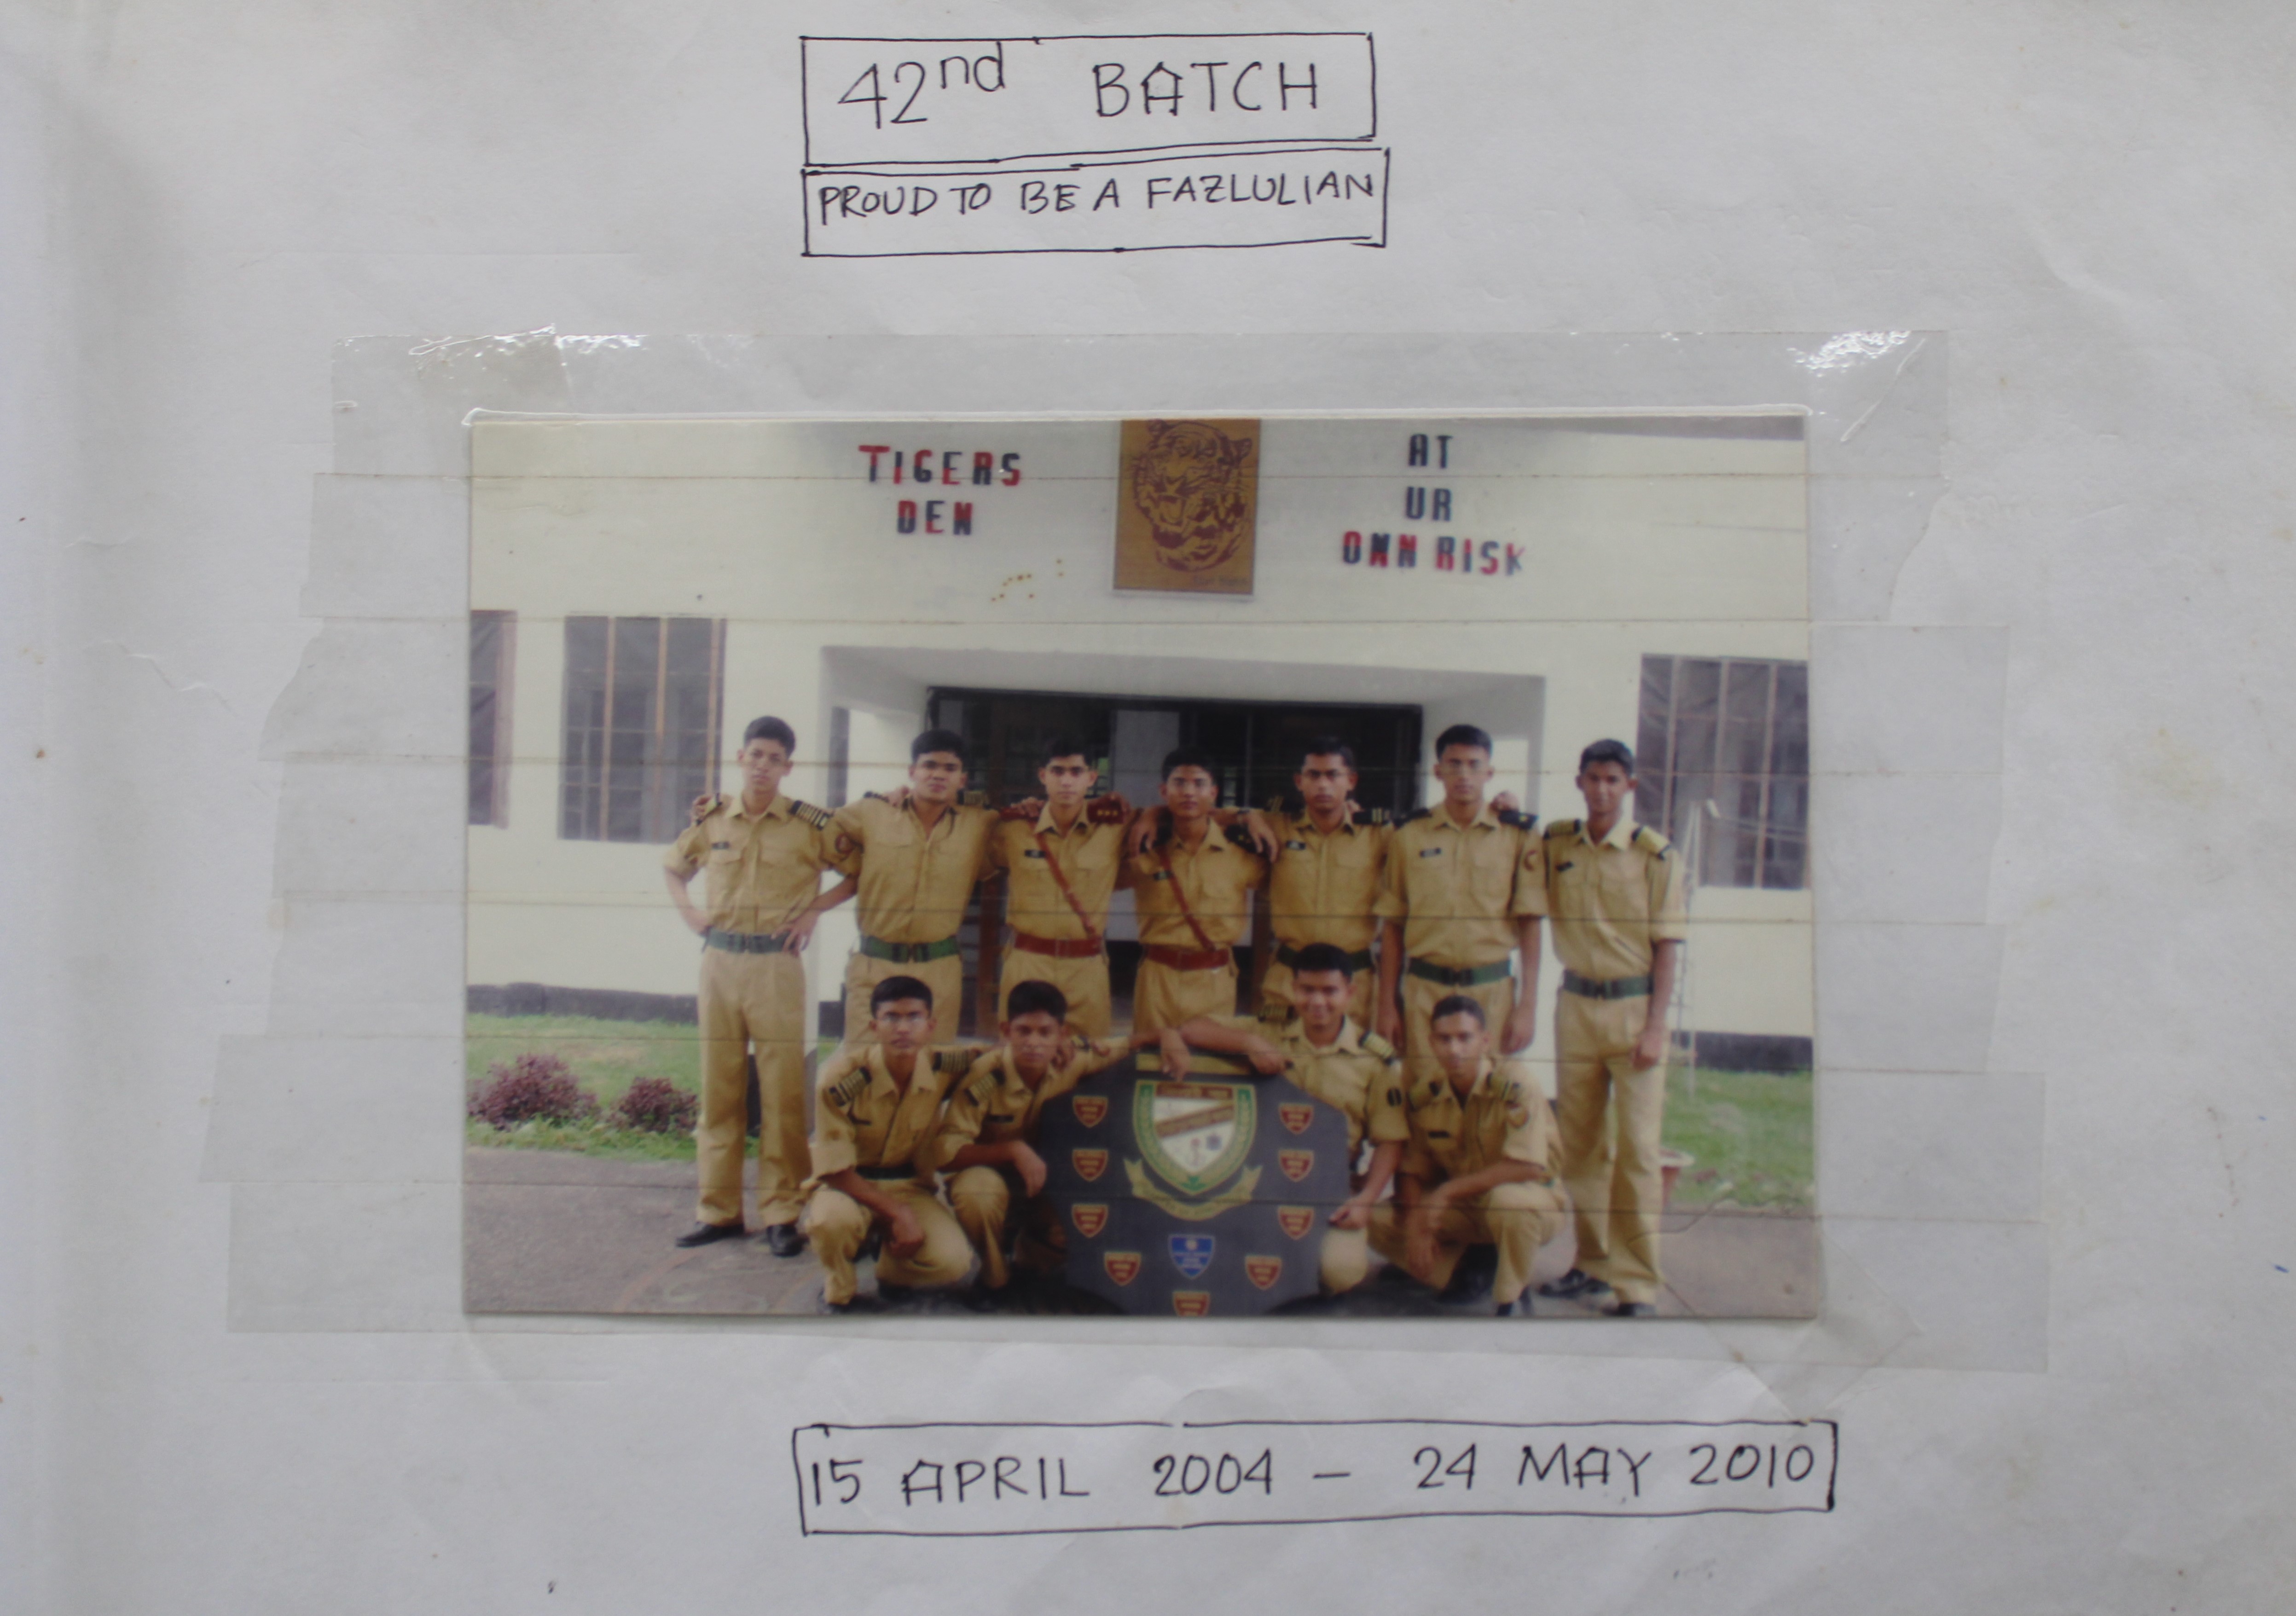 42nd BATCH
PROUD TO BE A FAZLULIAN
TIGERS
DEN
AT
UR
OWN RISK
15 APRIL 2004 – 24 MAY 2010